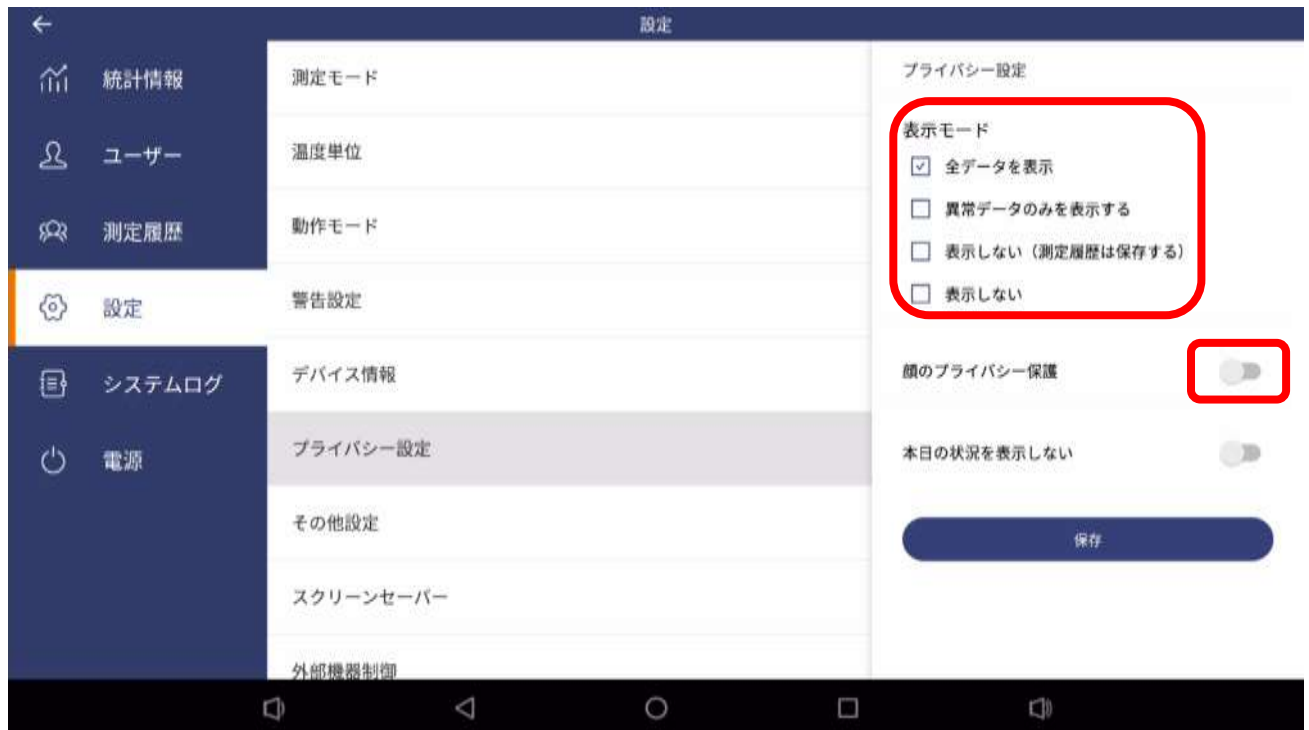 設定
統計情報
ユーザー
測定履歴
設定
システムログ
電源
測定モード
温度単位
動作モード
警告設定
デバイス情報
プライバシー設定
その他設定
スクリーンセーバー
外部機器制御
プライバシー設定
表示モード
全データを表示
異常データのみを表示する
表示しない（測定履歴は保存する）
表示しない
顔のプライバシー保護
本日の状況を表示しない
保存